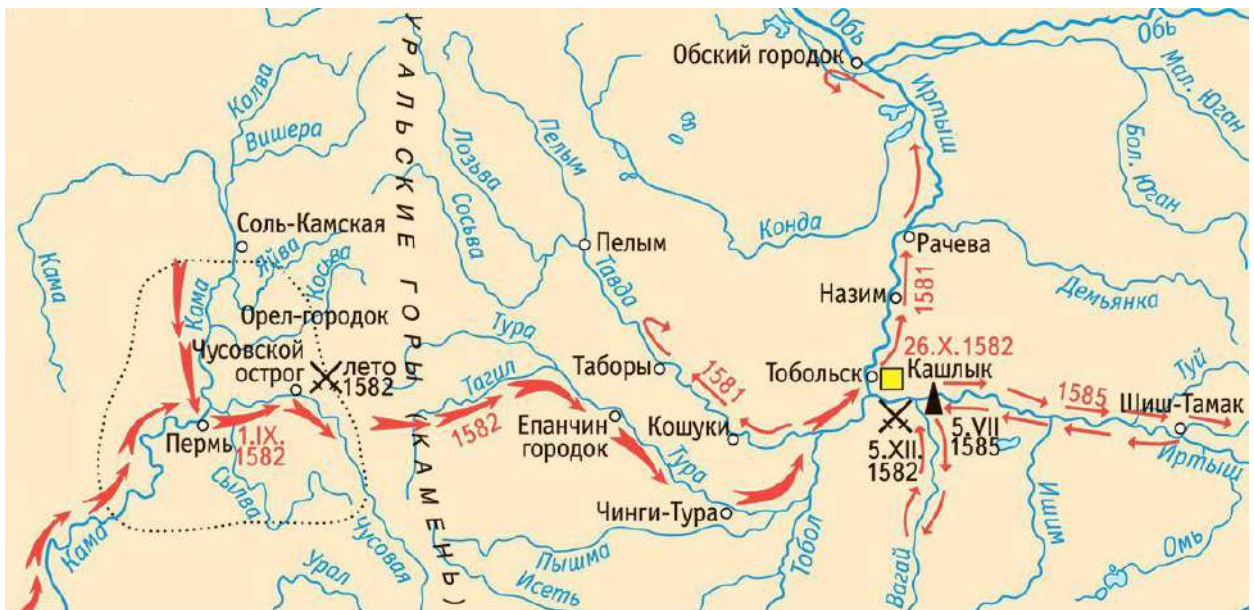 Обь
Обь
Обский городок
Иртыш
Мал. Юган
Бол. Юган
УРАЛЬСКИЕ ГОРЫ (КАМЕНЬ)
Колва
Вишера
Лозьва
Пелым
Сосьва
Конда
Соль-Камская
Яйва
Косьва
Пелым
Рачева
Кама
Кама
Тавда
Назим
1581
Демьянка
Орел-городок
Чусовской
острог
лето
1582
Тура
Тагил
Таборы
1581
26.X.1582
Тобольск
Кашлык
Туй
1585
Шиш-Тамак
Пермь
1.IX.
1582
1582
Епанчин
городок
Кошуки
5.XII.
1582
5.VII
1585
Иртыш
Сылва
Тура
Чинги-Тура
Кама
Чусовая
Урал
Пышма
Исеть
Тобол
Вагай
Ишим
Омь